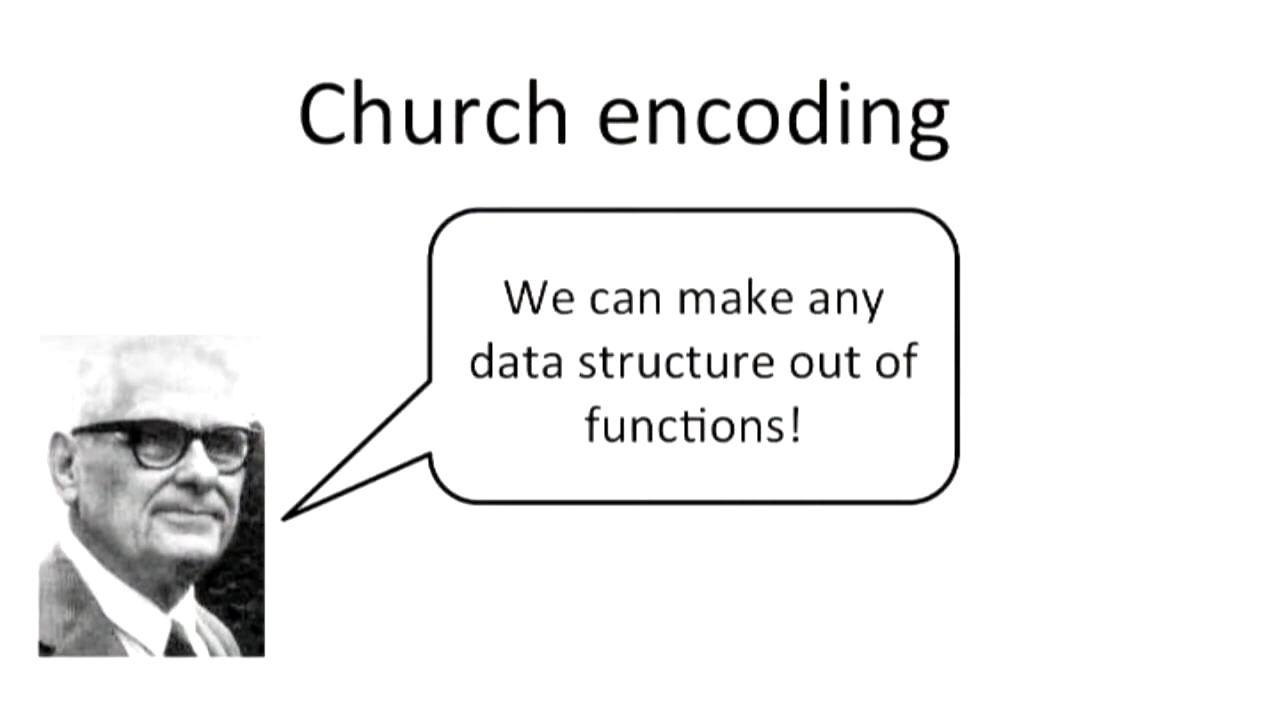 Church encoding
We can make any
data structure out of
functions!